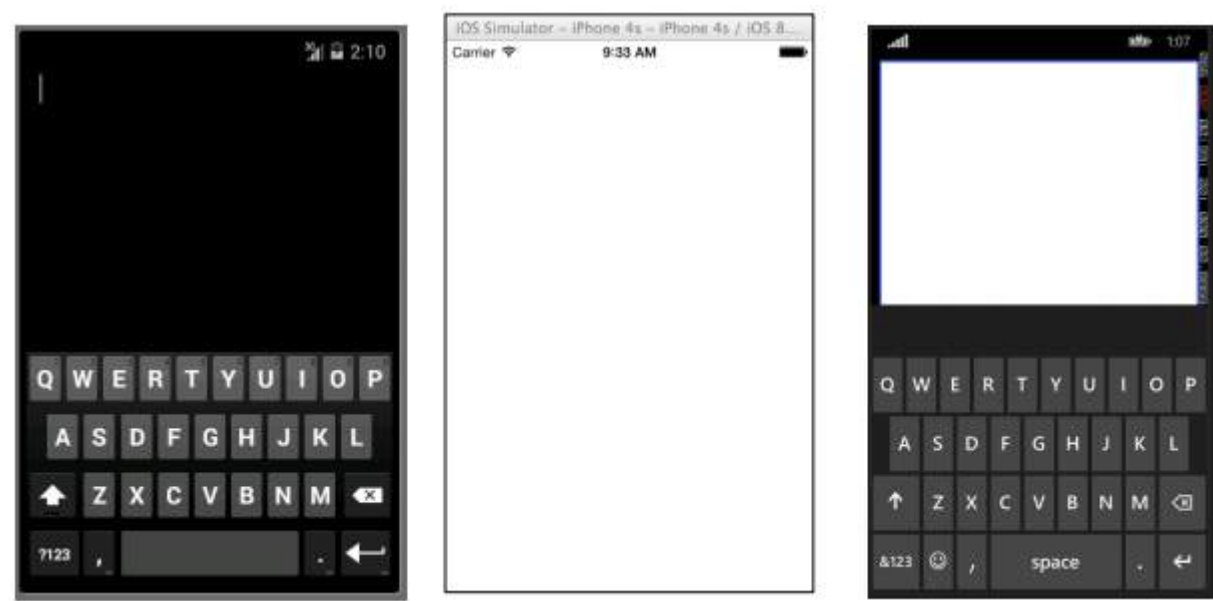 2:10
Q W E R T Y U I O P
A S D F G H J K L
Z X C V B N M
?123 , .
iOS Simulator – iPhone 4s – iPhone 4s / iOS 8...
Carrier 9:33 AM
1:07
Q W E R T Y U I O P
A S D F G H J K L
Z X C V B N M
&123 , space .